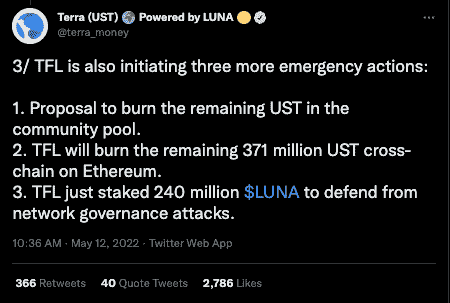 Terra (UST) 🌍 Powered by LUNA 🌕
@terra_money
3/ TFL is also initiating three more emergency actions:
1. Proposal to burn the remaining UST in the
community pool.
2. TFL will burn the remaining 371 million UST cross-
chain on Ethereum.
3. TFL just staked 240 million $LUNA to defend from
network governance attacks.
10:36 AM · May 12, 2022 · Twitter Web App
366 Retweets 40 Quote Tweets 2,786 Likes